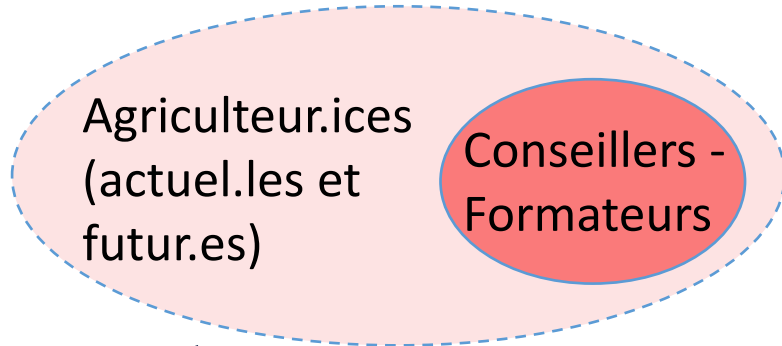 Agriculteur.ices
(actuel.les et
futur.es)
Conseillers -
Formateurs